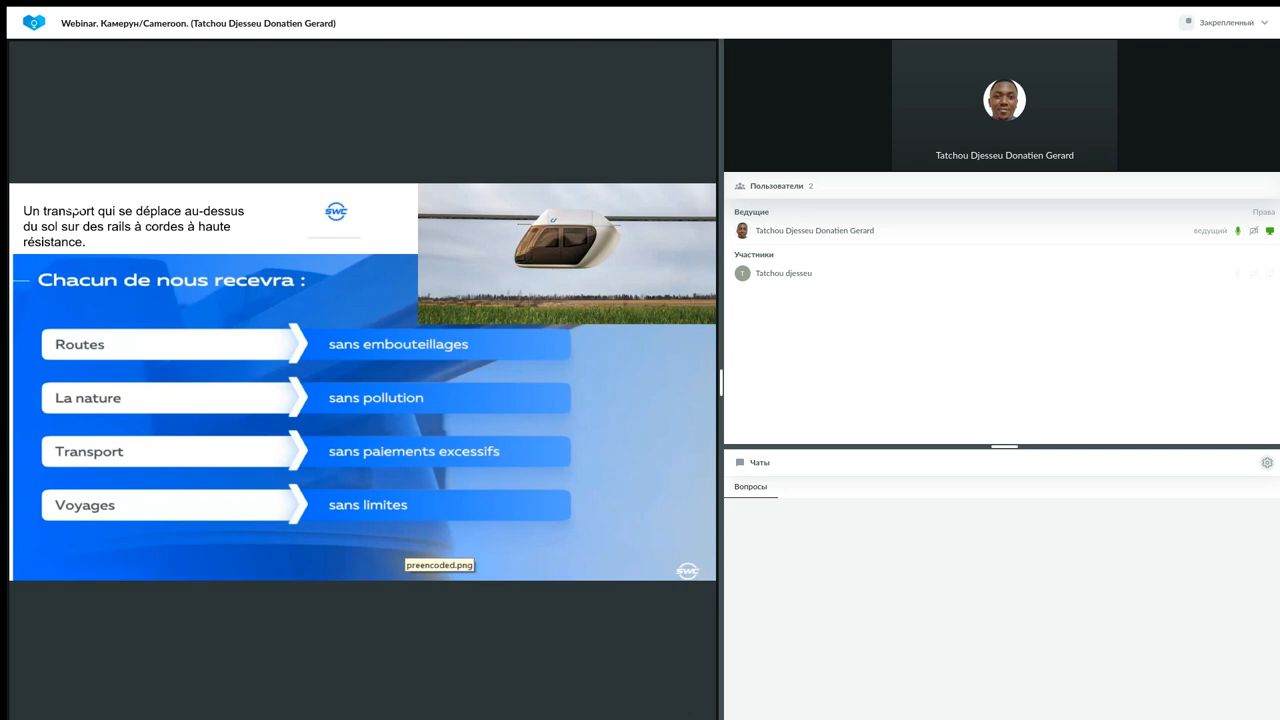 Webinar. Камерун/Cameroon. (Tatchou Djesseu Donatien Gerard)
Закрепленный
Un transport qui se déplace au-dessus
du sol sur des rails à cordes à haute
résistance.
SWC
Chacun de nous recevra :
Routes
sans embouteillages
La nature
sans pollution
Transport
sans paiements excessifs
Voyages
sans limites
preencoded.png
SWC
Tatchou Djesseu Donatien Gerard
Пользователи 2
Ведущие
Права
Tatchou Djesseu Donatien Gerard
ведущий
Участники
T
Tatchou djesseu
Чаты
Вопросы